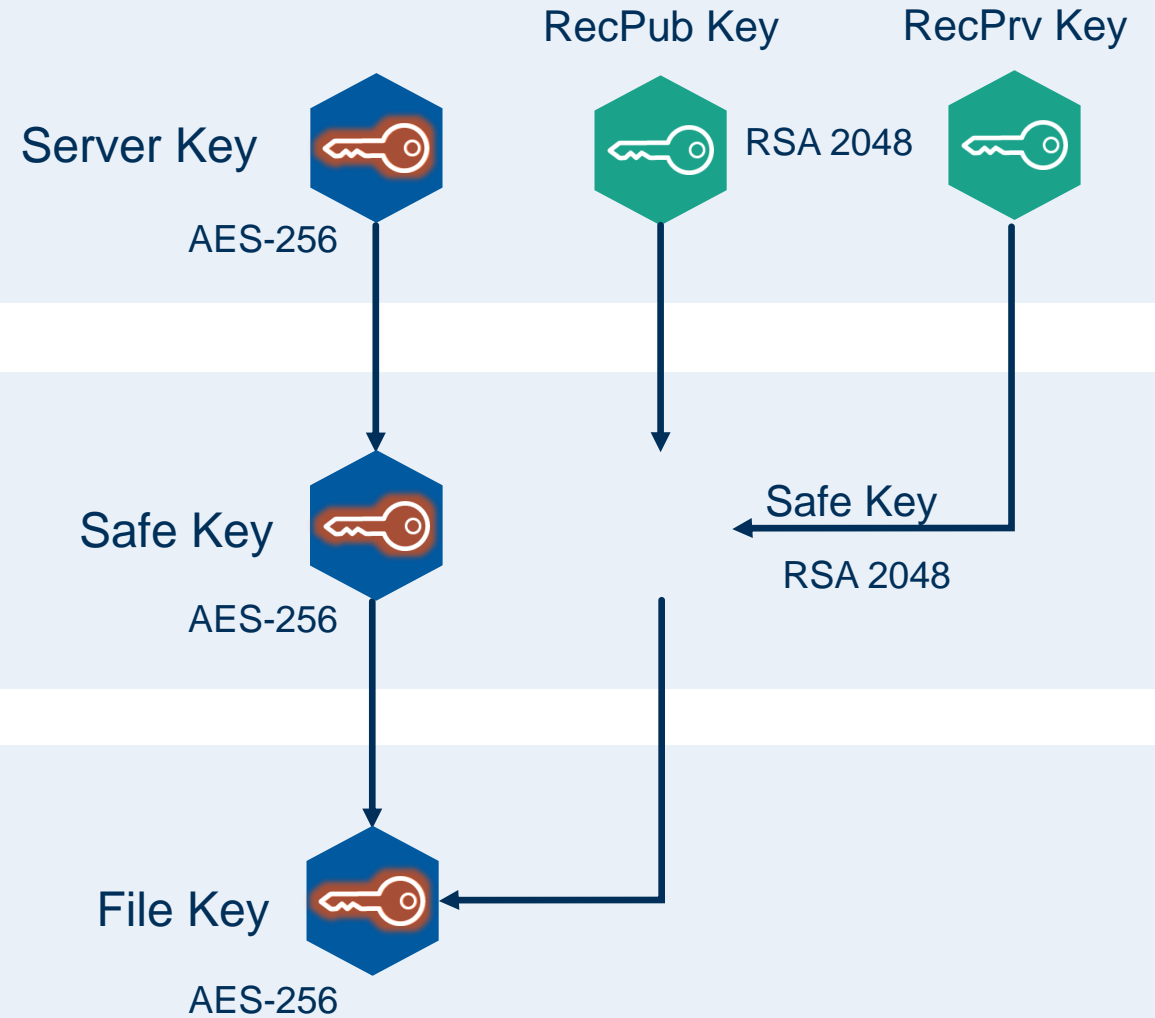 RecPub Key
RecPrv Key
Server Key
RSA 2048
AES-256
Safe Key
Safe Key
RSA 2048
AES-256
File Key
AES-256